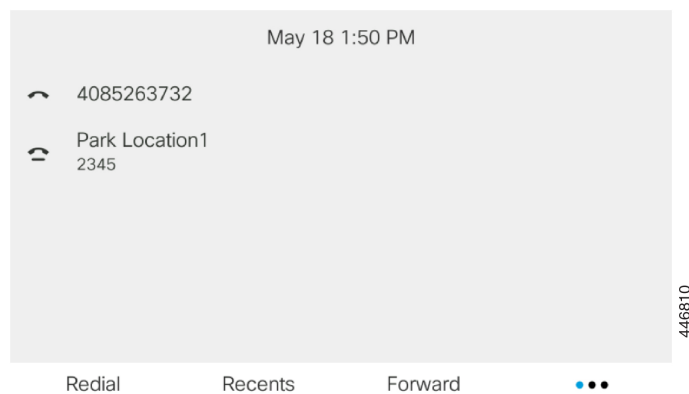 May 18 1:50 PM
4085263732
Park Location1
2345
446810
Redial Recents Forward